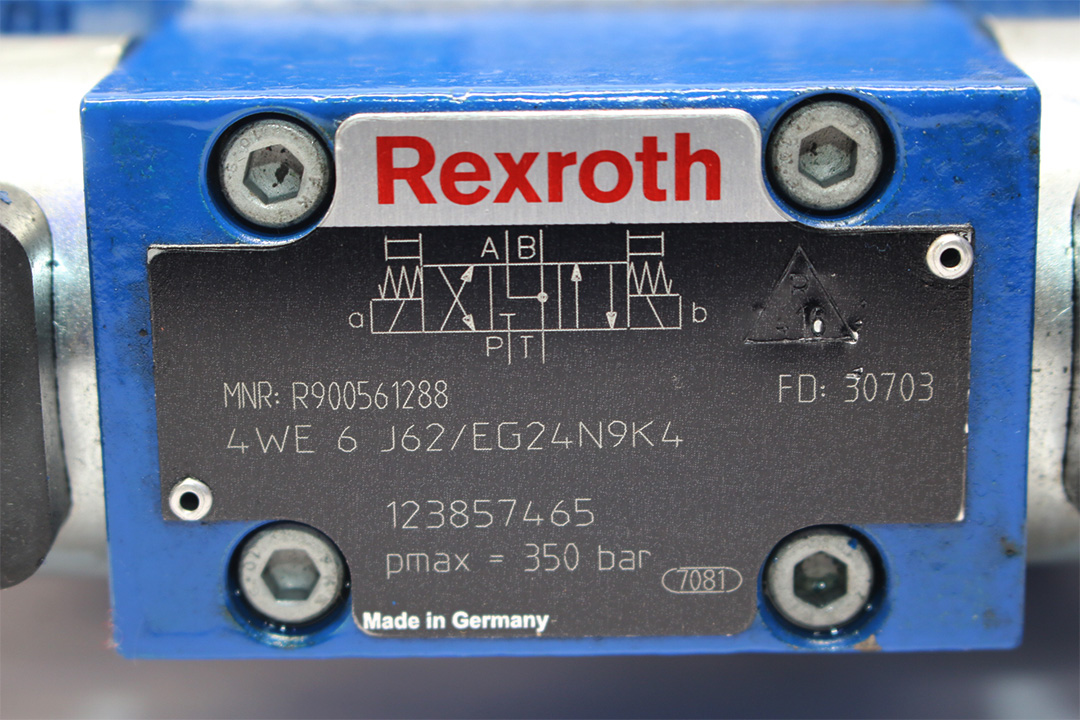 Rexroth
A B
a b
P T
MNR: R900561288 FD: 30703
4WE 6 J62/EG24N9K4
123857465
pmax = 350 bar
7081
Made in Germany